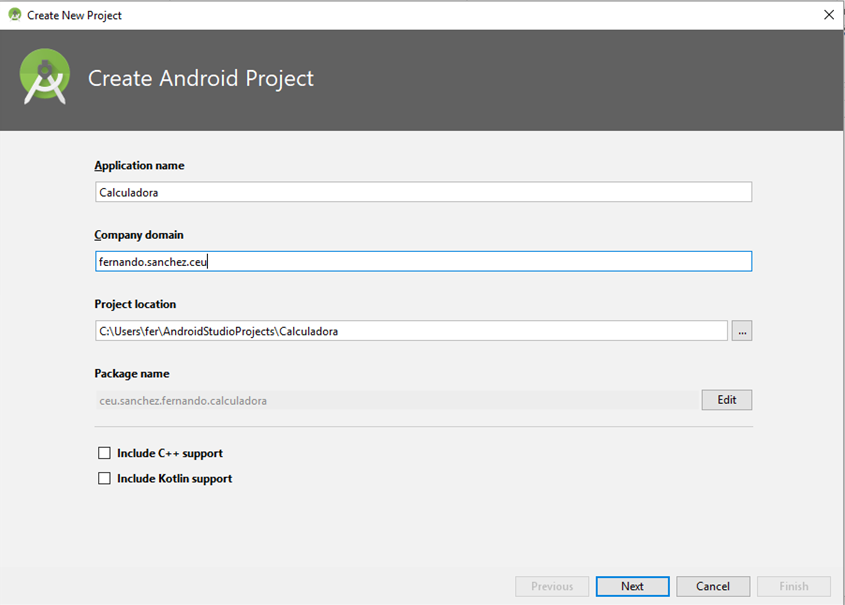 Create New Project
Create Android Project
Application name
Calculadora
Company domain
fernando.sanchez.ceu
Project location
C:\Users\fer\AndroidStudioProjects\Calculadora
...
Package name
ceu.sanchez.fernando.calculadora
Edit
Include C++ support
Include Kotlin support
Previous Next Cancel Finish